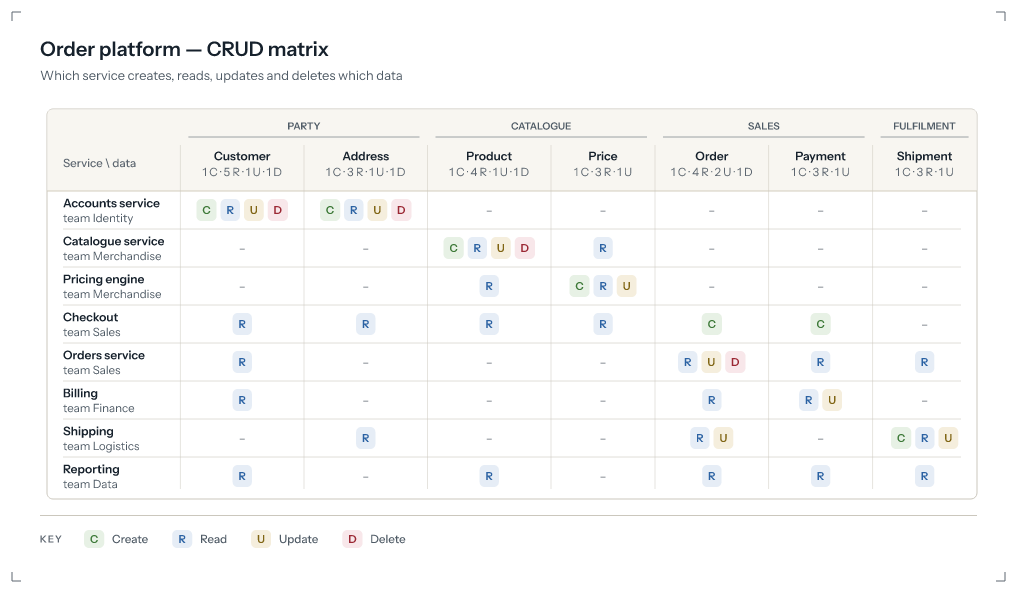 Order platform — CRUD matrix
Which service creates, reads, updates and deletes which data
PARTY CATALOGUE SALES FULFILMENT
Service \ data Customer Address Product Price Order Payment Shipment
1C·5R·1U·1D 1C·3R·1U·1D 1C·4R·1U·1D 1C·3R·1U 1C·4R·2U·1D 1C·3R·1U 1C·3R·1U
Accounts service C R U D C R U D – – – – –
team Identity
Catalogue service – – C R U D R – – –
team Merchandise
Pricing engine – – R C R U – – –
team Merchandise
Checkout R R R R C C –
team Sales
Orders service R – – – R U D R R
team Sales
Billing R – – – R R U –
team Finance
Shipping – R – – R U – C R U
team Logistics
Reporting R – R – R R R
team Data
KEY C Create R Read U Update D Delete